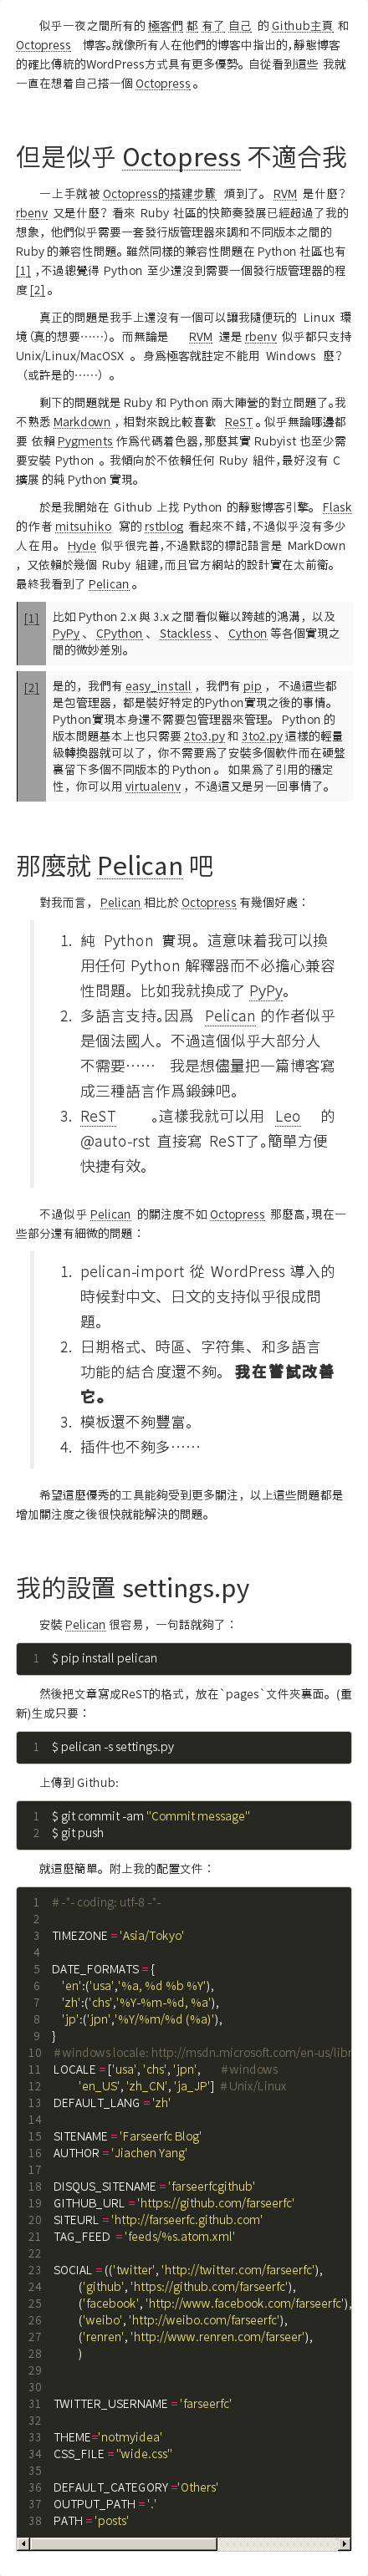 似乎一夜之間所有的 極客們 都 有了 自己 的 Github主頁 和
Octopress 博客。就像所有人在他們的博客中指出的,靜態博客
的確比傳統的WordPress方式具有更多優勢。 自從看到這些 我就
一直在想着自己搭一個 Octopress 。
但是似乎 Octopress 不適合我
一上手就被 Octopress的搭建步驟 煩到了。 RVM 是什麼?
rbenv 又是什麼? 看來 Ruby 社區的快節奏發展已經超過了我的
想象，他們似乎需要一套發行版管理器來調和不同版本之間的
Ruby 的兼容性問題。 雖然同樣的兼容性問題在 Python 社區也有
[1] ,不過總覺得 Python 至少還沒到需要一個發行版管理器的程
度 [2] 。
真正的問題是我手上還沒有一個可以讓我隨便玩的 Linux 環
境(真的想要……)。 而無論是 RVM 還是 rbenv 似乎都只支持
Unix/Linux/MacOSX 。 身爲極客就註定不能用 Windows 麼?
(或許是的……) 。
剩下的問題就是 Ruby 和 Python 兩大陣營的對立問題了。我
不熟悉 Markdown , 相對來說比較喜歡 ReST 。 似乎無論哪邊都
要 依賴 Pygments 作爲代碼着色器,那麼其實 Rubyist 也至少需
要安裝 Python 。 我傾向於不依賴任何 Ruby 組件,最好沒有 C
擴展 的純 Python 實現。
於是我開始在 Github 上找 Python 的靜態博客引擎。 Flask
的作者 mitsuhiko 寫的 rstblog 看起來不錯,不過似乎沒有多少
人在用。 Hyde 似乎很完善,不過默認的標記語言是 MarkDown
, 又依賴於幾個 Ruby 組建,而且官方網站的設計實在太前衛。
最終我看到了 Pelican 。
[1] 比如 Python 2.x 與 3.x 之間看似難以跨越的鴻溝，以及
PyPy 、 CPython 、 Stackless 、 Cython 等各個實現之
間的微妙差別。
[2] 是的，我們有 easy_install ，我們有 pip ， 不過這些都
是包管理器，都是裝好特定的Python實現之後的事情。
Python實現本身還不需要包管理器來管理。 Python 的
版本問題基本上也只需要 2to3.py 和 3to2.py 這樣的輕量
級轉換器就可以了，你不需要爲了安裝多個軟件而在硬盤
裏留下多個不同版本的 Python 。 如果爲了引用的穩定
性，你可以用 virtualenv ，不過這又是另一回事情了。
那麼就 Pelican 吧
對我而言， Pelican 相比於 Octopress 有幾個好處：
1. 純 Python 實現。這意味着我可以換
用任何 Python 解釋器而不必擔心兼容
性問題。比如我就換成了 PyPy。
2. 多語言支持。因爲 Pelican 的作者似乎
是個法國人。不過這個似乎大部分人
不需要…… 我是想儘量把一篇博客寫
成三種語言作爲鍛鍊吧。
3. ReST 。這樣我就可以用 Leo 的
@auto-rst 直接寫 ReST了。簡單方便
快捷有效。
不過似乎 Pelican 的關注度不如 Octopress 那麼高,現在一
些部分還有細微的問題：
1. pelican-import 從 WordPress 導入的
時候對中文、日文的支持似乎很成問
題。
2. 日期格式、時區、字符集、和多語言
功能的結合度還不夠。 我在嘗試改善
它。
3. 模板還不夠豐富。
4. 插件也不夠多……
希望這麼優秀的工具能夠受到更多關注，以上這些問題都是
增加關注度之後很快就能解決的問題。
我的設置 settings.py
安裝 Pelican 很容易，一句話就夠了：
1 $ pip install pelican
然後把文章寫成ReST的格式，放在`pages`文件夾裏面。(重
新)生成只要：
1 $ pelican -s settings.py
上傳到 Github:
1 $ git commit -am "Commit message"
2 $ git push
就這麼簡單。附上我的配置文件：
1 # -*- coding: utf-8 -*-
2
3 TIMEZONE = 'Asia/Tokyo'
4
5 DATE_FORMATS = {
6 'en':('usa','%a, %d %b %Y'),
7 'zh':('chs','%Y-%m-%d, %a'),
8 'jp':('jpn','%Y/%m/%d (%a)'),
9 }
10 # windows locale: http://msdn.microsoft.com/en-us/libr
11 LOCALE = ['usa', 'chs', 'jpn', # windows
12 'en_US', 'zh_CN', 'ja_JP'] # Unix/Linux
13 DEFAULT_LANG = 'zh'
14
15 SITENAME = 'Farseerfc Blog'
16 AUTHOR = 'Jiachen Yang'
17
18 DISQUS_SITENAME = 'farseerfcgithub'
19 GITHUB_URL = 'https://github.com/farseerfc'
20 SITEURL = 'http://farseerfc.github.com'
21 TAG_FEED = 'feeds/%s.atom.xml'
22
23 SOCIAL = (('twitter', 'http://twitter.com/farseerfc'),
24 ('github', 'https://github.com/farseerfc'),
25 ('facebook', 'http://www.facebook.com/farseerfc'),
26 ('weibo', 'http://weibo.com/farseerfc'),
27 ('renren', 'http://www.renren.com/farseer'),
28 )
29
30
31 TWITTER_USERNAME = 'farseerfc'
32
33 THEME='notmyidea'
34 CSS_FILE = "wide.css"
35
36 DEFAULT_CATEGORY ='Others'
37 OUTPUT_PATH = '.'
38 PATH = 'posts'